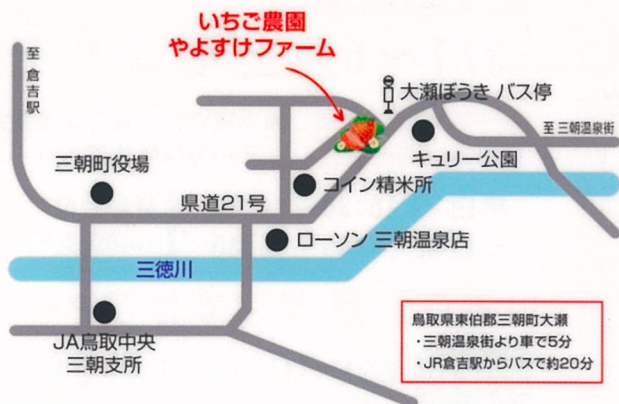 いちご農園
やよすけファーム
至 倉吉駅
大瀬ぼうき バス停
至 三朝温泉街
キュリー公園
三朝町役場
コイン精米所
県道21号
ローソン 三朝温泉店
三徳川
JA鳥取中央
三朝支所
鳥取県東伯郡三朝町大瀬
・三朝温泉街より車で5分
・JR倉吉駅からバスで約20分